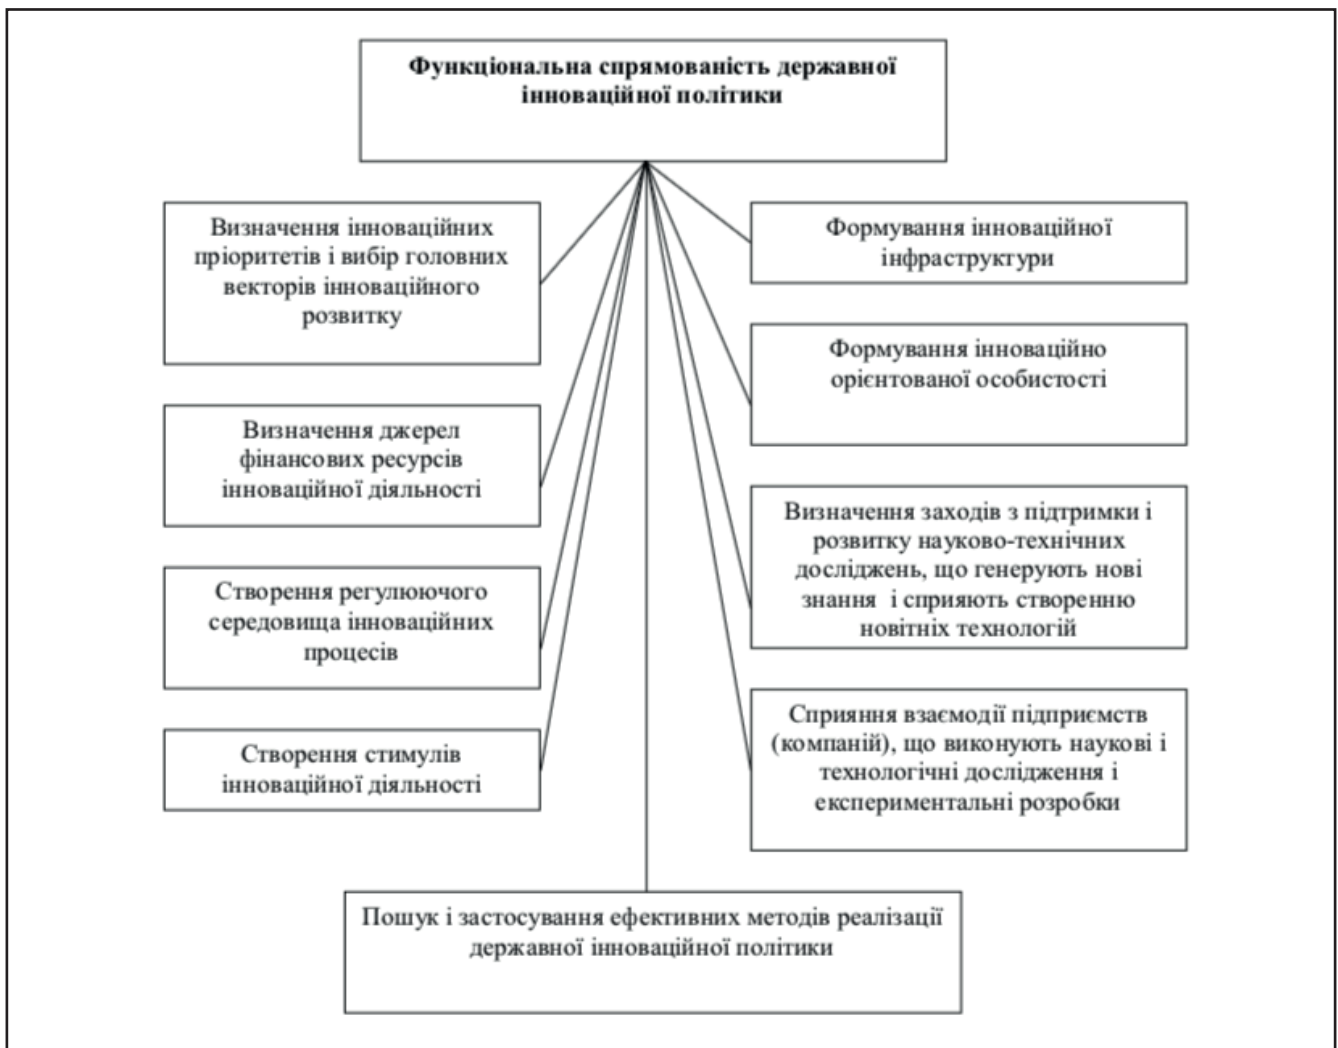 Функціональна спрямованість державної
інноваційної політики
Визначення інноваційних
пріоритетів і вибір головних
векторів інноваційного
розвитку
Визначення джерел
фінансових ресурсів
інноваційної діяльності
Створення регулюючого
середовища інноваційних
процесів
Створення стимулів
інноваційної діяльності
Формування інноваційної
інфраструктури
Формування інноваційно
орієнтованої особистості
Визначення заходів з підтримки і
розвитку науково-технічних
досліджень, що генерують нові
знання і сприяють створенню
новітніх технологій
Сприяння взаємодії підприємств
(компаній), що виконують наукові і
технологічні дослідження і
експериментальні розробки
Пошук і застосування ефективних методів реалізації
державної інноваційної політики